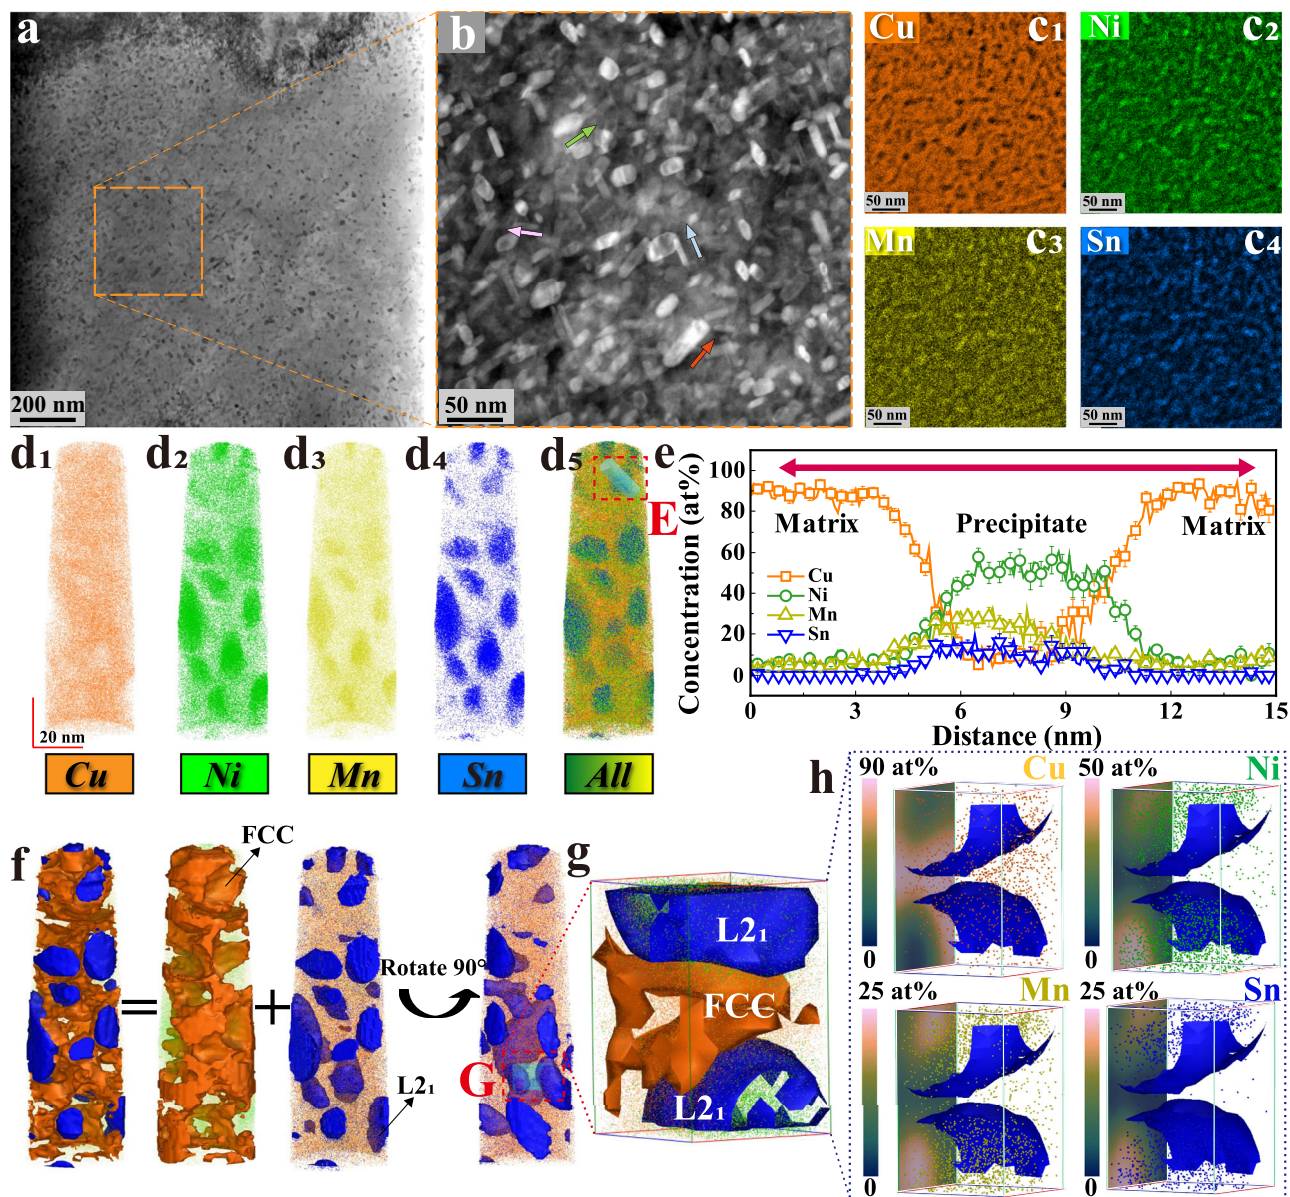 a
200 nm
b
50 nm
Cu
c₁
50 nm
Ni
c₂
50 nm
Mn
c₃
50 nm
Sn
c₄
50 nm
d₁
d₂
d₃
d₄
d₅
E
20 nm
Cu
Ni
Mn
Sn
All
e
Concentration (at%)
100
80
60
40
20
0
Matrix
Precipitate
Matrix
Cu
Ni
Mn
Sn
0
3
6
9
12
15
Distance (nm)
f
FCC
L2₁
Rotate 90°
G
g
L2₁
FCC
L2₁
h
90 at%
Cu
0
50 at%
Ni
0
25 at%
Mn
0
25 at%
Sn
0